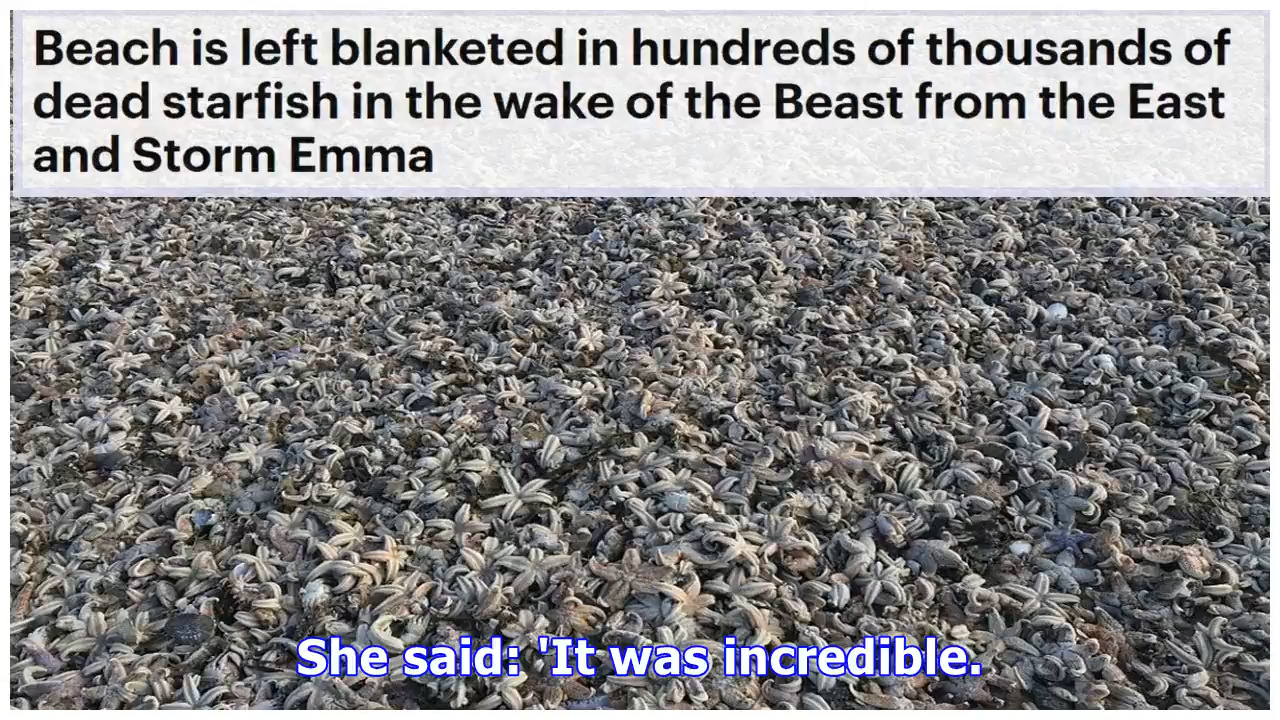 Beach is left blanketed in hundreds of thousands of
dead starfish in the wake of the Beast from the East
and Storm Emma
She said: 'It was incredible.